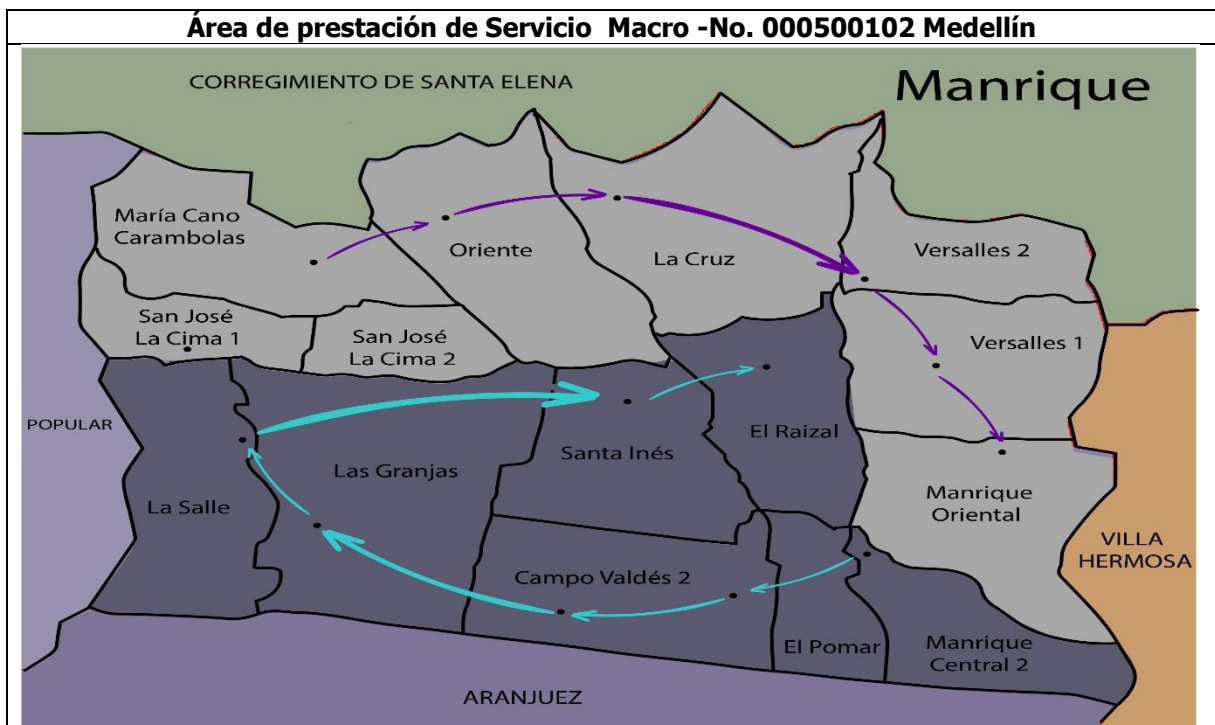 Área de prestación de Servicio Macro -No. 000500102 Medellín
CORREGIMIENTO DE SANTA ELENA
Manrique
María Cano
Carambolas
Oriente
La Cruz
Versalles 2
San José
La Cima 1
San José
La Cima 2
Versalles 1
POPULAR
El Raizal
Santa Inés
Las Granjas
La Salle
Manrique
Oriental
VILLA
HERMOSA
Campo Valdés 2
El Pomar
Manrique
Central 2
ARANJUEZ